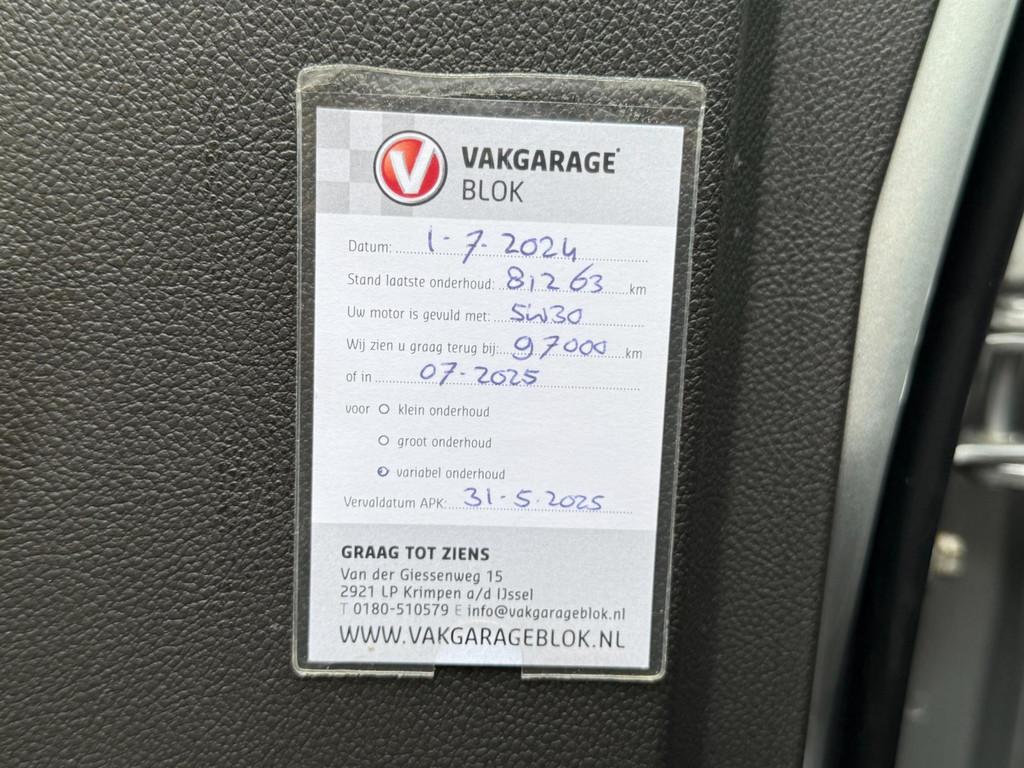 V VAKGARAGE
BLOK
Datum: 1-7-2024
Stand laatste onderhoud: 81263 km
Uw motor is gevuld met: 5W30
Wij zien u graag terug bij: 97000 km
of in 07-2025
voor O klein onderhoud
O groot onderhoud
O variabel onderhoud
Vervaldatum APK: 31-5-2025
GRAAG TOT ZIENS
Van der Giessenweg 15
2921 LP Krimpen a/d IJssel
T 0180-510579 E info@vakgarageblok.nl
WWW.VAKGARAGEBLOK.NL